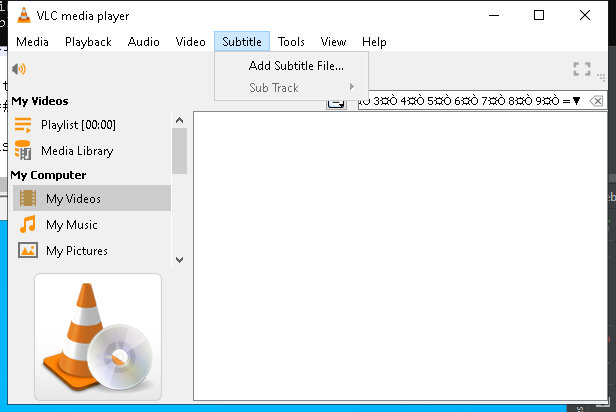 VLC media player
Media Playback Audio Video Subtitle Tools View Help
Add Subtitle File...
Sub Track
My Videos
Playlist [00:00]
Media Library
My Computer
My Videos
My Music
My Pictures
3¤Ò 4¤Ò 5¤Ò 6¤Ò 7¤Ò 8¤Ò 9¤Ò =▼